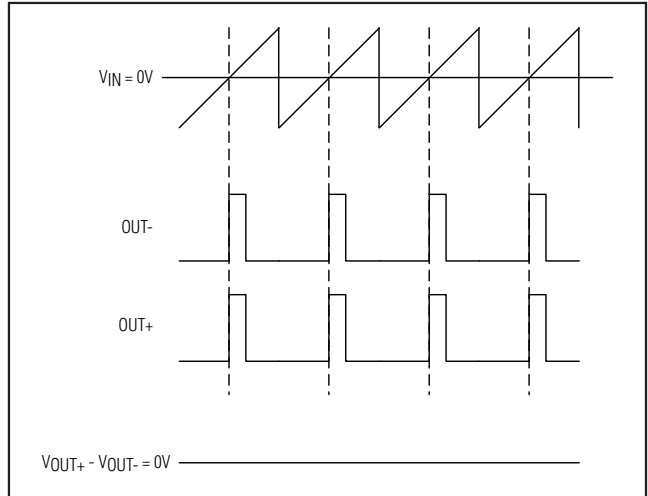 VIN = 0V
OUT-
OUT+
VOUT+ - VOUT- = 0V